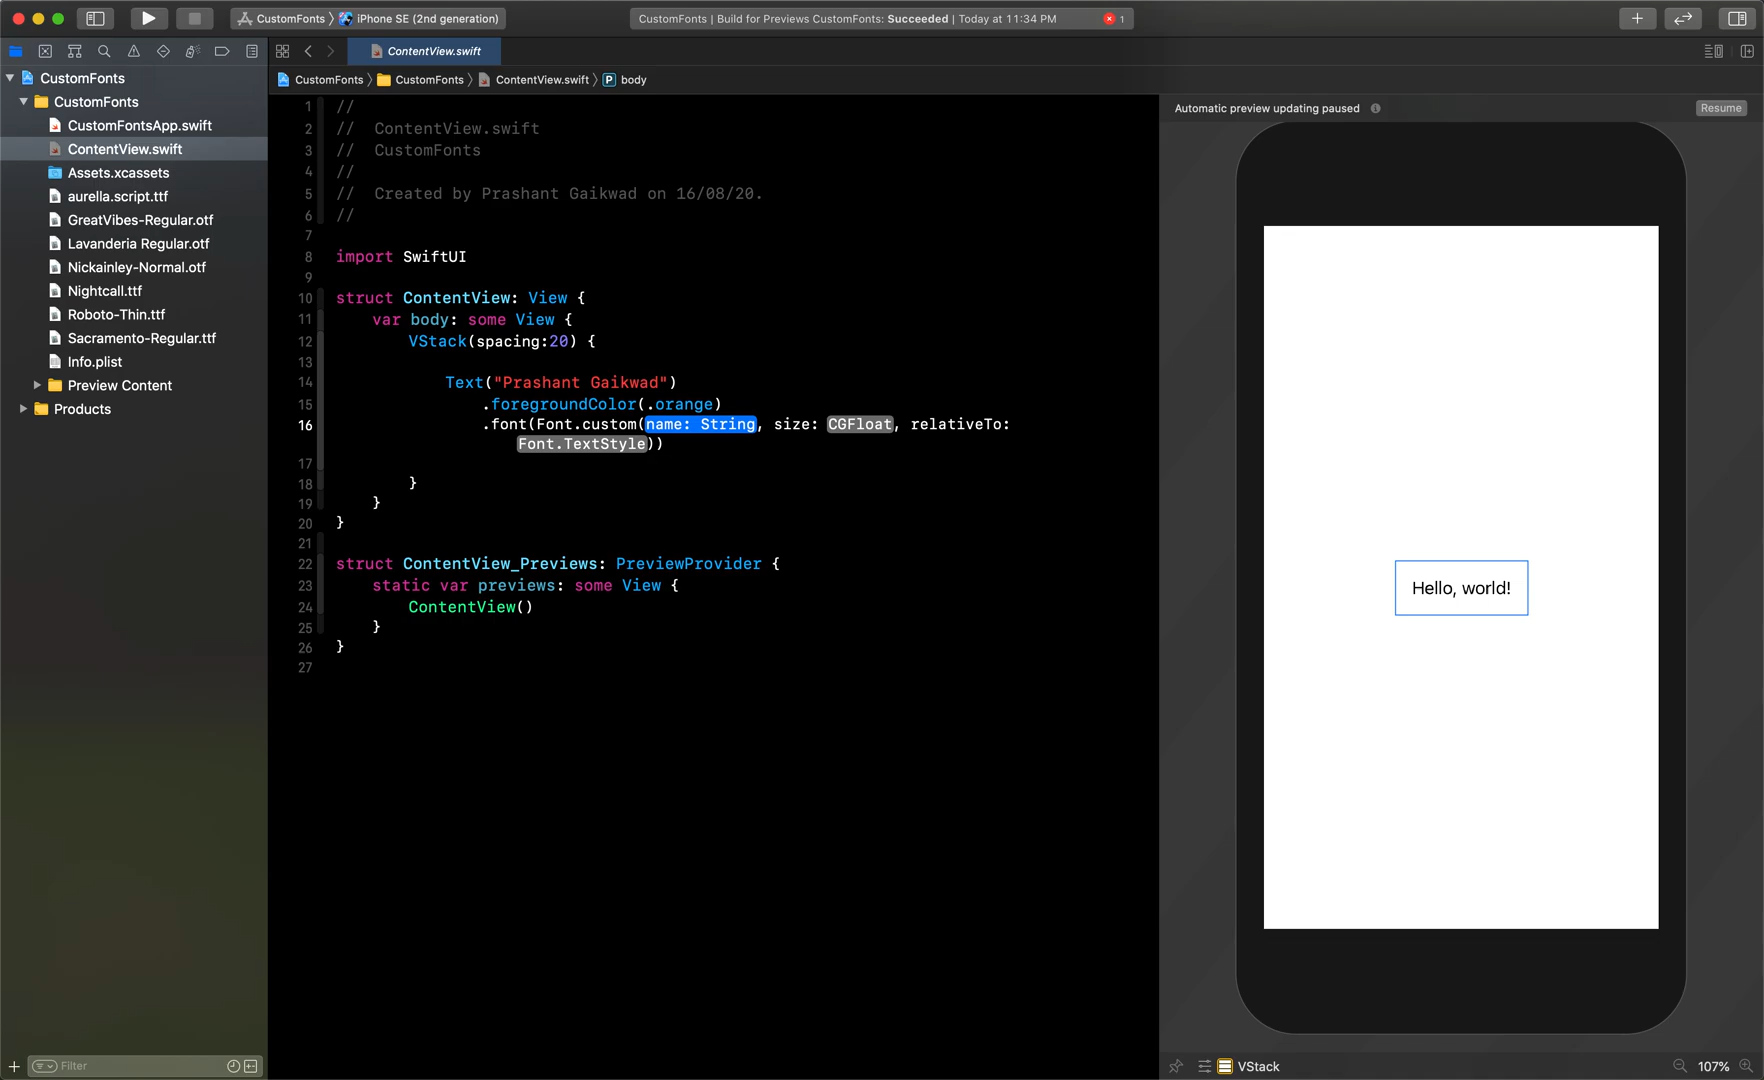 CustomFonts 〉 iPhone SE (2nd generation)
CustomFonts | Build for Previews CustomFonts: Succeeded | Today at 11:34 PM
1
ContentView.swift
CustomFonts
CustomFonts
CustomFontsApp.swift
ContentView.swift
Assets.xcassets
aurella.script.ttf
GreatVibes-Regular.otf
Lavanderia Regular.otf
Nickainley-Normal.otf
Nightcall.ttf
Roboto-Thin.ttf
Sacramento-Regular.ttf
Info.plist
Preview Content
Products
Filter
CustomFonts 〉 CustomFonts 〉 ContentView.swift 〉 P body
1 //
2 // ContentView.swift
3 // CustomFonts
4 //
5 // Created by Prashant Gaikwad on 16/08/20.
6 //
7
8 import SwiftUI
9
10 struct ContentView: View {
11 var body: some View {
12 VStack(spacing:20) {
13
14 Text("Prashant Gaikwad")
15 .foregroundColor(.orange)
16 .font(Font.custom(name: String, size: CGFloat, relativeTo:
Font.TextStyle))
17
18 }
19 }
20 }
21
22 struct ContentView_Previews: PreviewProvider {
23 static var previews: some View {
24 ContentView()
25 }
26 }
27
Automatic preview updating paused
Resume
Hello, world!
VStack
107%